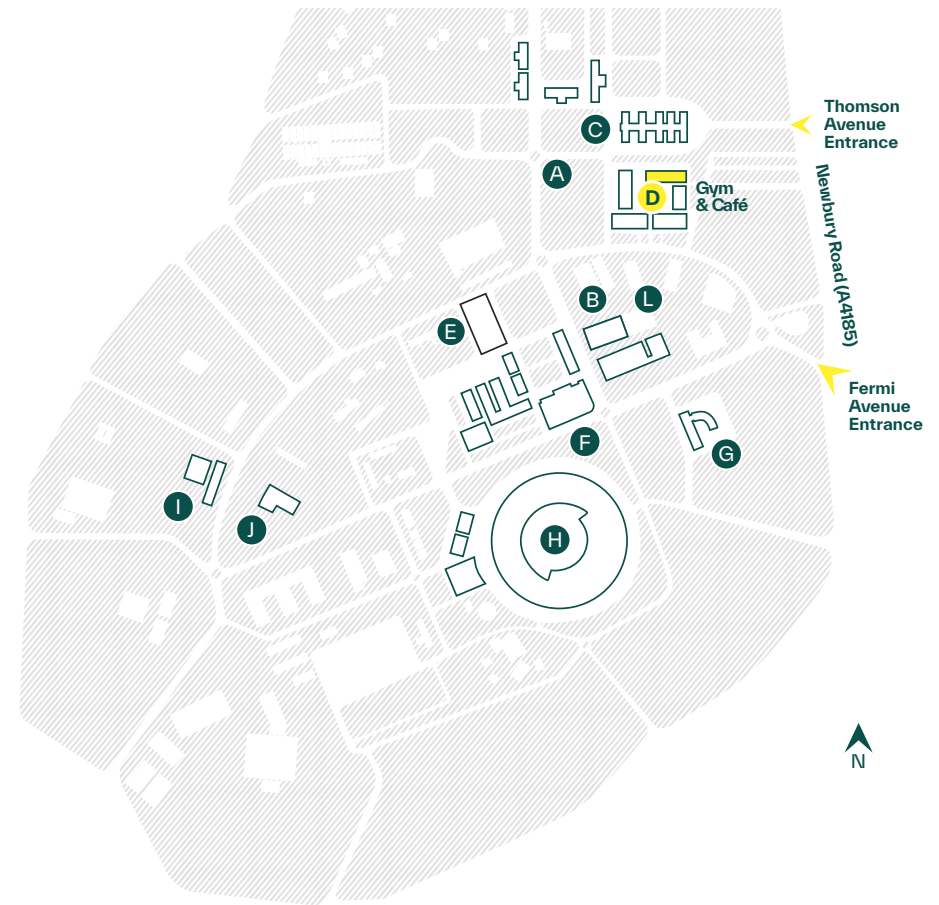 Thomson
Avenue
Entrance
C
A
Newbury Road (A4185)
D
Gym
& Café
B
L
E
Fermi
Avenue
Entrance
F
G
I
J
H
N